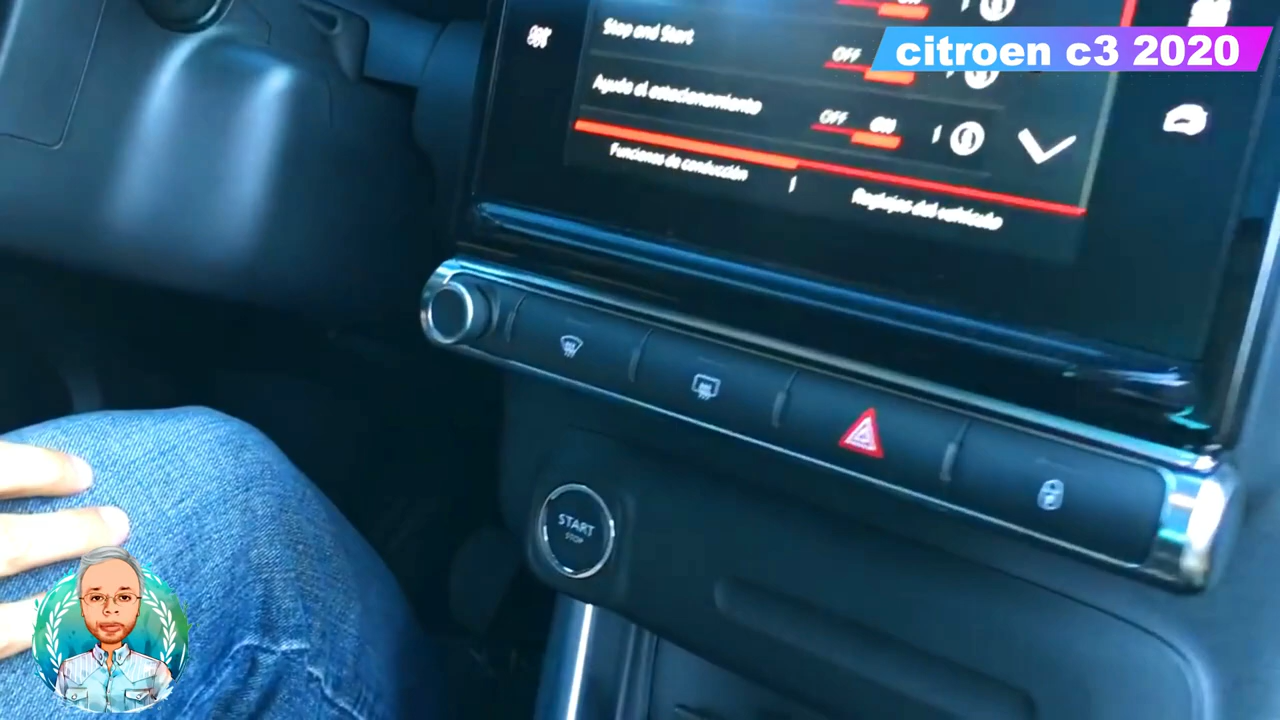 citroen c3 2020
ON
Stop and Start
OFF
Ayuda al estacionamiento
OFF ON
Funciones de conducción
Reglajes del vehículo
START
STOP